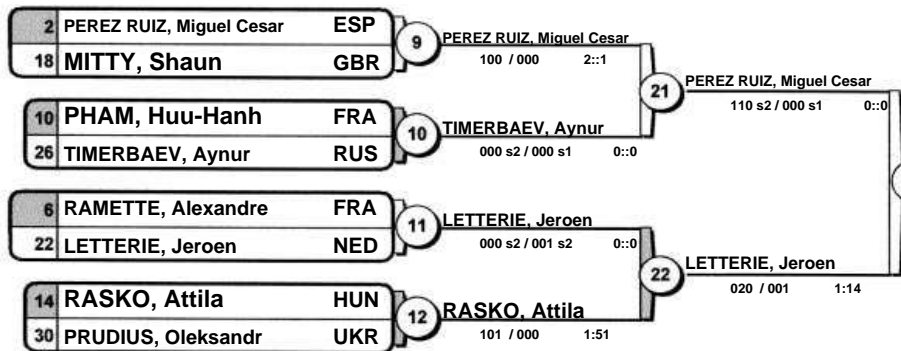 2 PEREZ RUIZ, Miguel Cesar ESP
18 MITTY, Shaun GBR
9
PEREZ RUIZ, Miguel Cesar
100 / 000 2::1
10 PHAM, Huu-Hanh FRA
26 TIMERBAEV, Aynur RUS
10
TIMERBAEV, Aynur
000 s2 / 000 s1 0::0
21
PEREZ RUIZ, Miguel Cesar
110 s2 / 000 s1 0::0
6 RAMETTE, Alexandre FRA
22 LETTERIE, Jeroen NED
11
LETTERIE, Jeroen
000 s2 / 001 s2 0::0
14 RASKO, Attila HUN
30 PRUDIUS, Oleksandr UKR
12
RASKO, Attila
101 / 000 1:51
22
LETTERIE, Jeroen
020 / 001 1:14